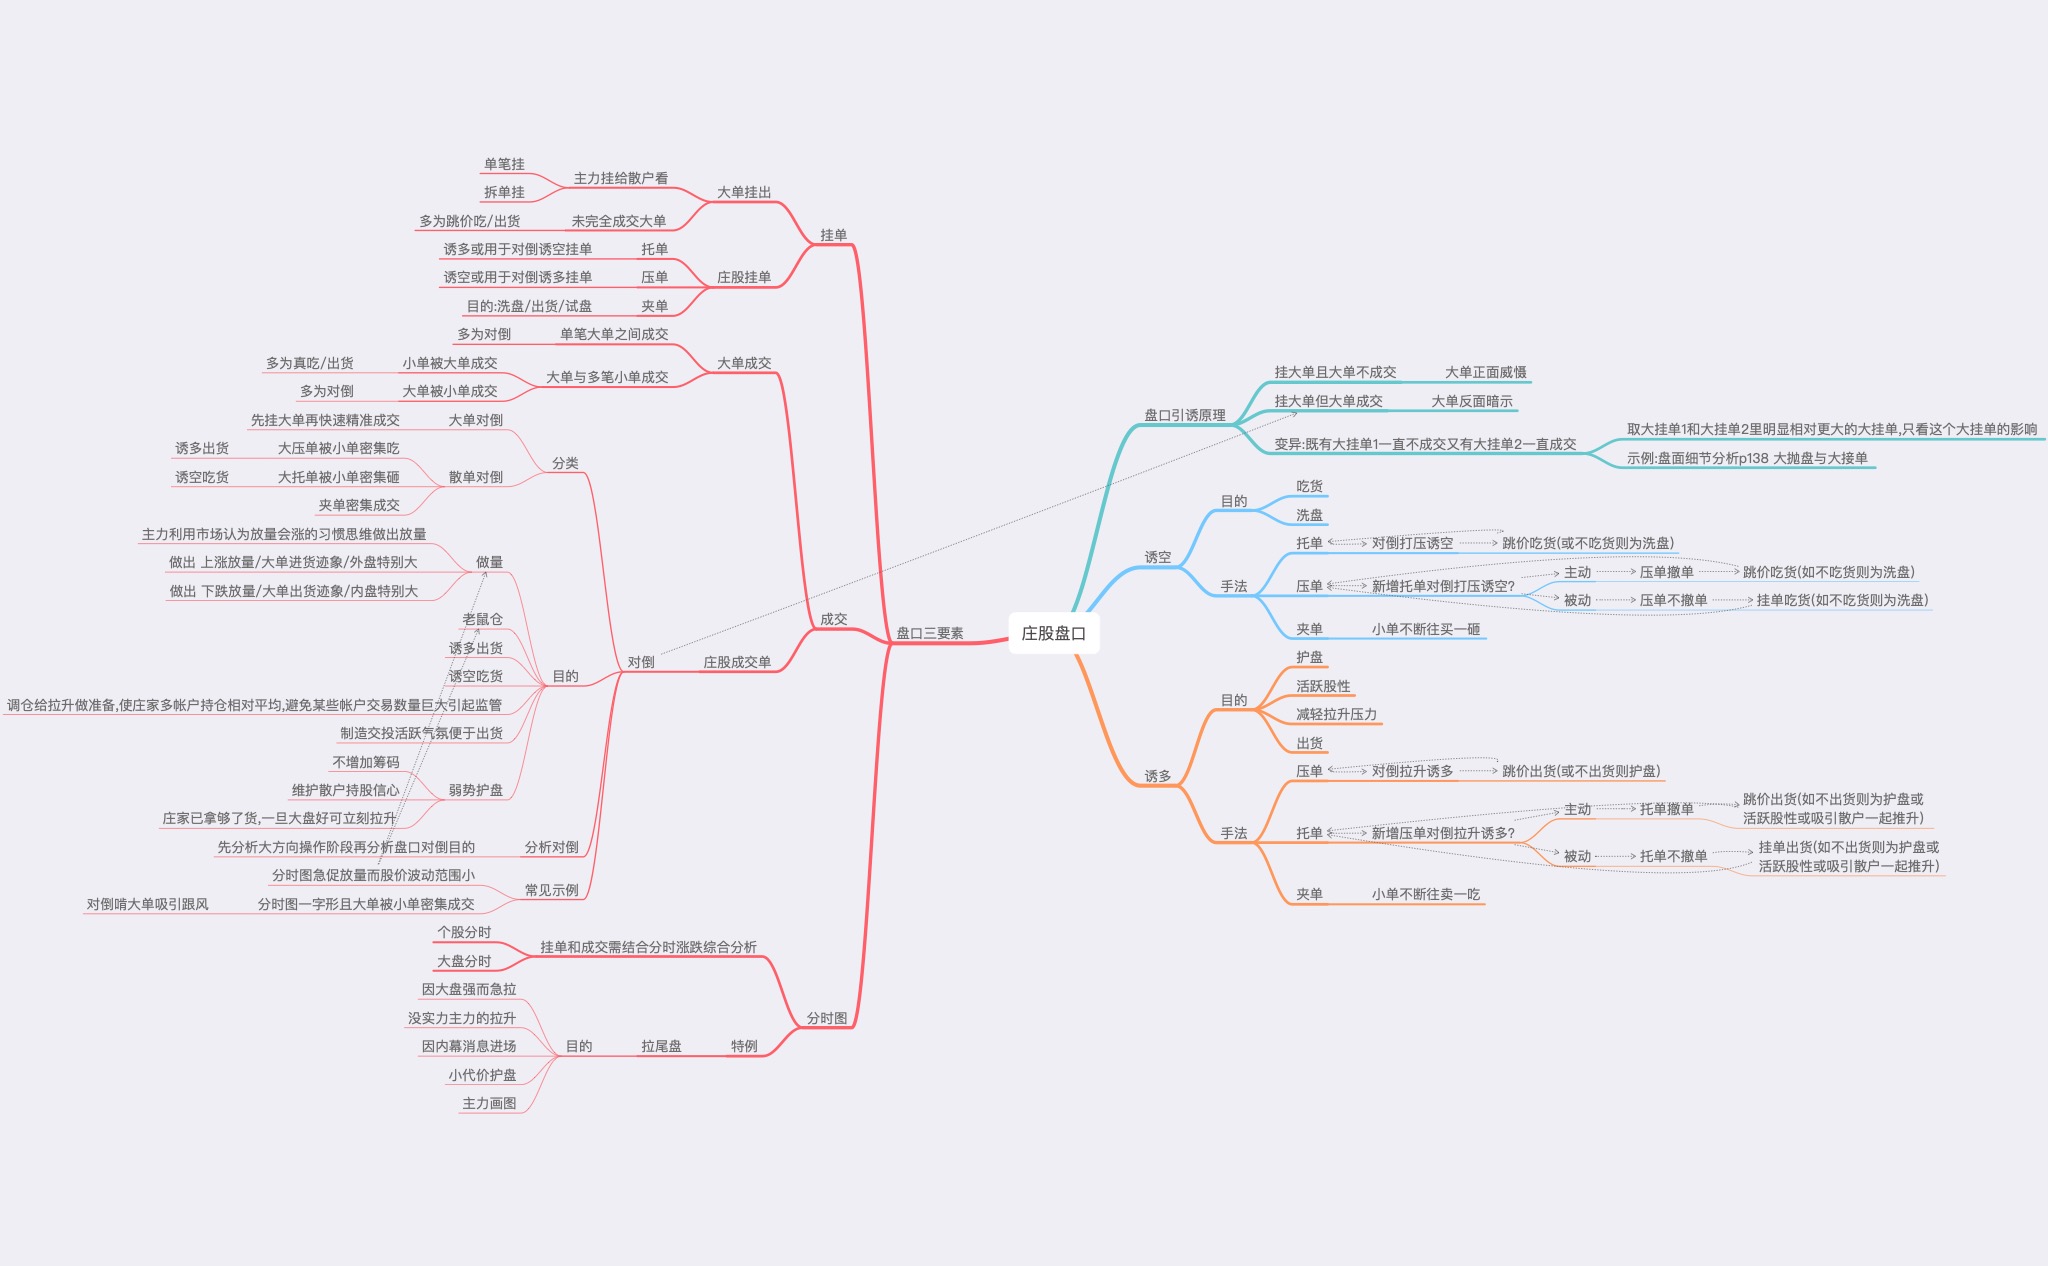 庄股盘口
盘口三要素
挂单
大单挂出
主力挂给散户看
单笔挂
拆单挂
未完全成交大单
多为跳价吃/出货
庄股挂单
托单
诱多或用于对倒诱空挂单
压单
诱空或用于对倒诱多挂单
夹单
目的:洗盘/出货/试盘
成交
大单成交
单笔大单之间成交
多为对倒
大单与多笔小单成交
小单被大单成交
多为真吃/出货
大单被小单成交
多为对倒
庄股成交单
对倒
分类
大单对倒
先挂大单再快速精准成交
散单对倒
大压单被小单密集吃
诱多出货
大托单被小单密集砸
诱空吃货
夹单密集成交
目的
做量
主力利用市场认为放量会涨的习惯思维做出放量
做出 上涨放量/大单进货迹象/外盘特别大
做出 下跌放量/大单出货迹象/内盘特别大
老鼠仓
诱多出货
诱空吃货
调仓给拉升做准备,使庄家多帐户持仓相对平均,避免某些帐户交易数量巨大引起监管
制造交投活跃气氛便于出货
弱势护盘
不增加筹码
维护散户持股信心
庄家已拿够了货,一旦大盘好可立刻拉升
分析对倒
先分析大方向操作阶段再分析盘口对倒目的
常见示例
分时图急促放量而股价波动范围小
分时图一字形且大单被小单密集成交
对倒啃大单吸引跟风
分时图
挂单和成交需结合分时涨跌综合分析
个股分时
大盘分时
特例
拉尾盘
目的
因大盘强而急拉
没实力主力的拉升
因内幕消息进场
小代价护盘
主力画图
盘口引诱原理
挂大单且大单不成交
大单正面威慑
挂大单但大单成交
大单反面暗示
变异:既有大挂单1一直不成交又有大挂单2一直成交
取大挂单1和大挂单2里明显相对更大的大挂单,只看这个大挂单的影响
示例:盘面细节分析p138 大抛盘与大接单
诱空
目的
吃货
洗盘
手法
托单
对倒打压诱空
跳价吃货(或不吃货则为洗盘)
压单
新增托单对倒打压诱空?
主动
压单撤单
跳价吃货(如不吃货则为洗盘)
被动
压单不撤单
挂单吃货(如不吃货则为洗盘)
夹单
小单不断往买一砸
诱多
目的
护盘
活跃股性
减轻拉升压力
出货
手法
压单
对倒拉升诱多
跳价出货(或不出货则护盘)
托单
新增压单对倒拉升诱多?
主动
托单撤单
跳价出货(如不出货则为护盘或
活跃股性或吸引散户一起推升)
被动
托单不撤单
挂单出货(如不出货则为护盘或
活跃股性或吸引散户一起推升)
夹单
小单不断往卖一吃